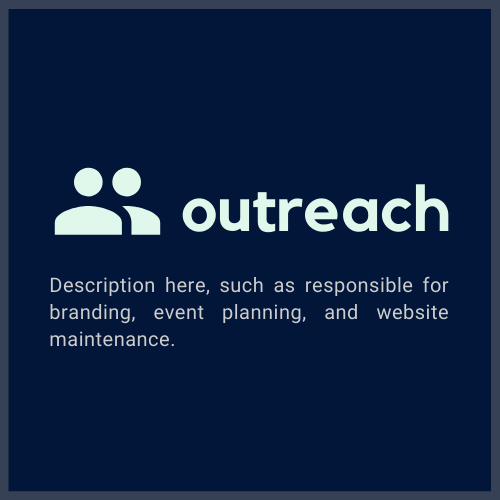 outreach
Description here, such as responsible for
branding, event planning, and website
maintenance.